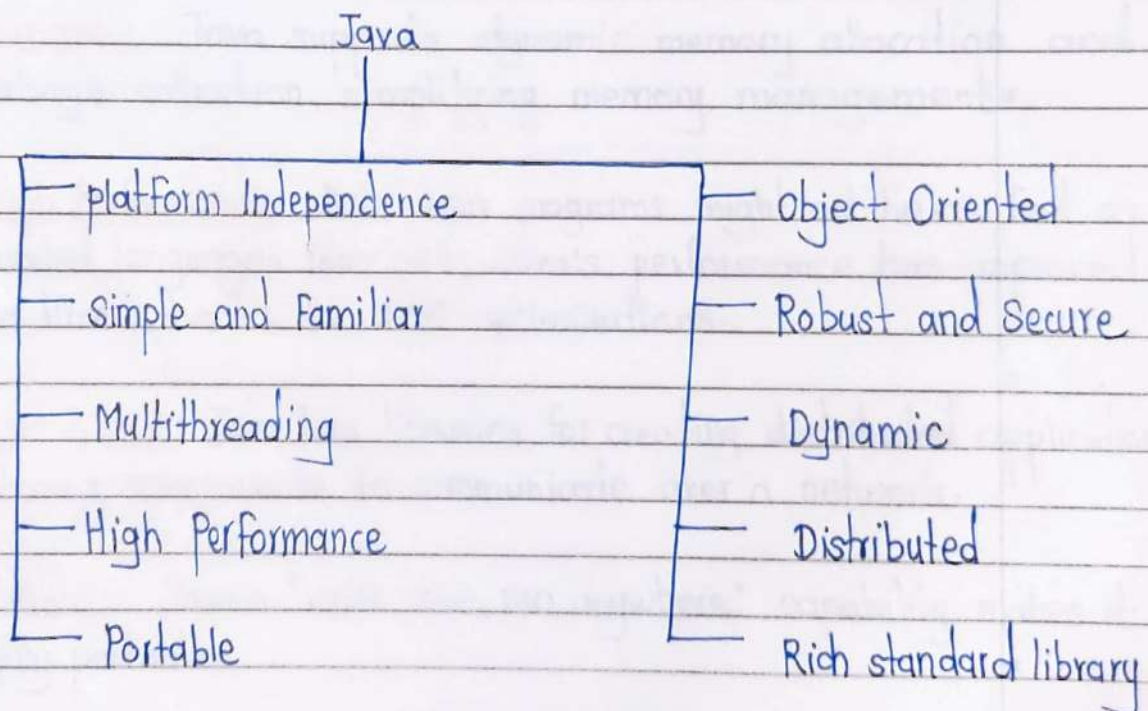 Java
platform Independence
Simple and Familiar
Multithreading
High Performance
Portable
Object Oriented
Robust and Secure
Dynamic
Distributed
Rich standard library